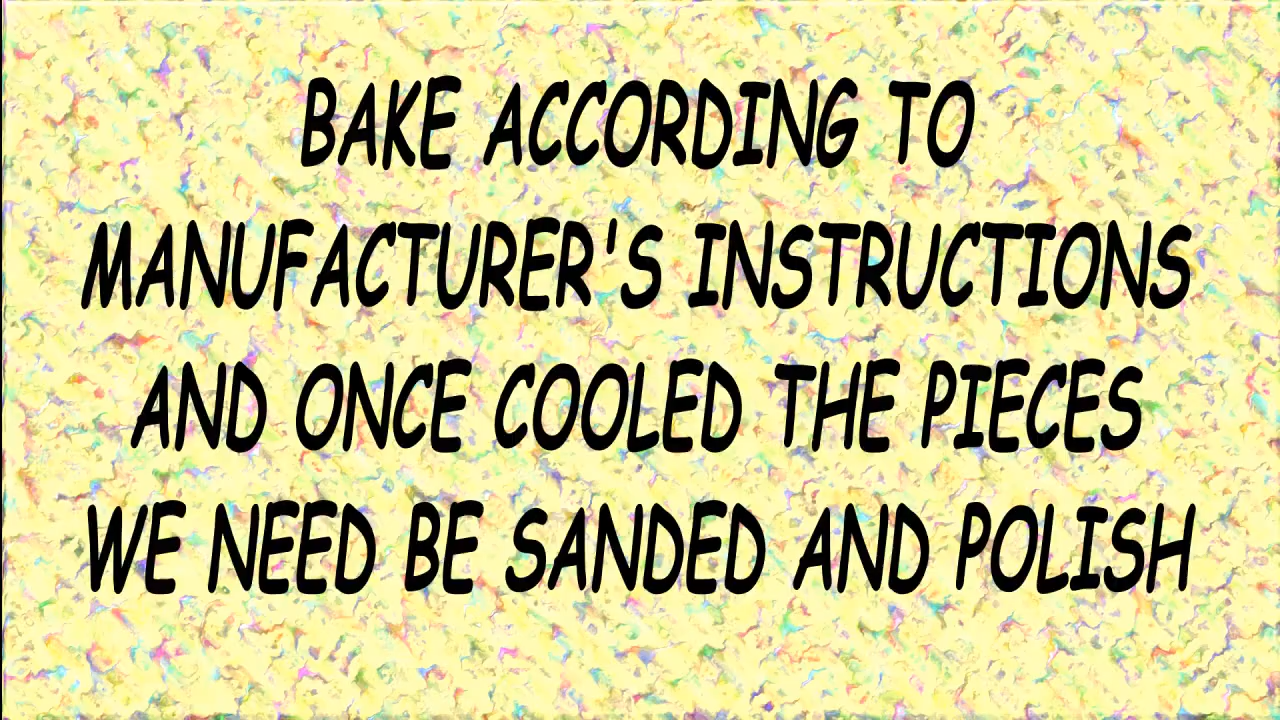 BAKE ACCORDING TO
MANUFACTURER'S INSTRUCTIONS
AND ONCE COOLED THE PIECES
WE NEED BE SANDED AND POLISH